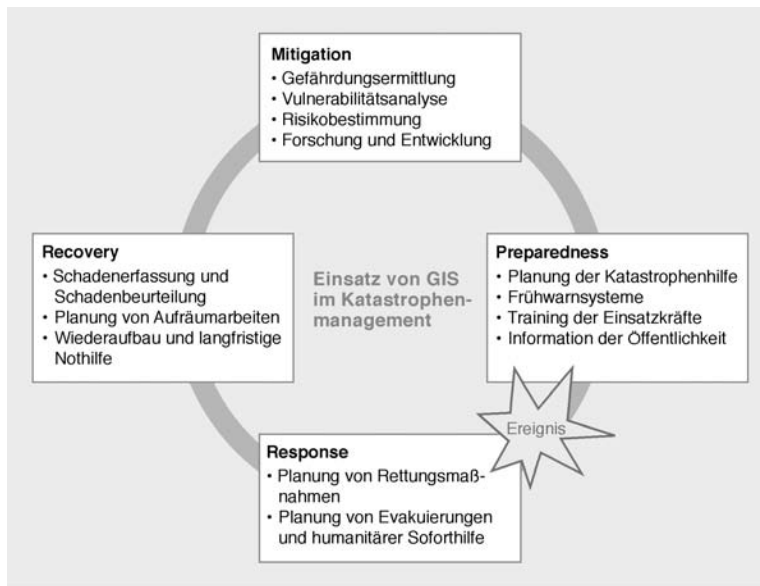 Mitigation
• Gefährdungsermittlung
• Vulnerabilitätsanalyse
• Risikobestimmung
• Forschung und Entwicklung
Recovery
• Schadenerfassung und
Schadenbeurteilung
• Planung von Aufräumarbeiten
• Wiederaufbau und langfristige
Nothilfe
Einsatz von GIS
im Katastrophen-
management
Preparedness
• Planung der Katastrophenhilfe
• Frühwarnsysteme
• Training der Einsatzkräfte
• Information der Öffentlichkeit
Ereignis
Response
• Planung von Rettungsmaß-
nahmen
• Planung von Evakuierungen
und humanitärer Soforthilfe